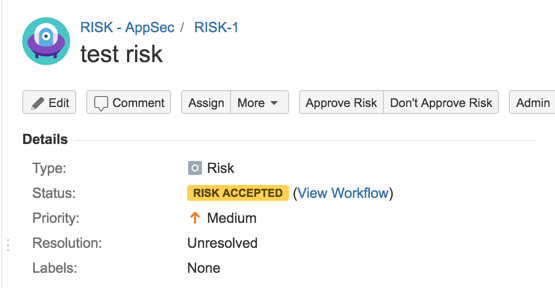 RISK - AppSec / RISK-1
test risk
Edit Comment Assign More Approve Risk Don't Approve Risk Admin
Details
Type: Risk
Status: RISK ACCEPTED (View Workflow)
Priority: Medium
Resolution: Unresolved
Labels: None